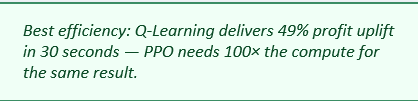 Best efficiency: Q-Learning delivers 49% profit uplift
in 30 seconds — PPO needs 100× the compute for
the same result.